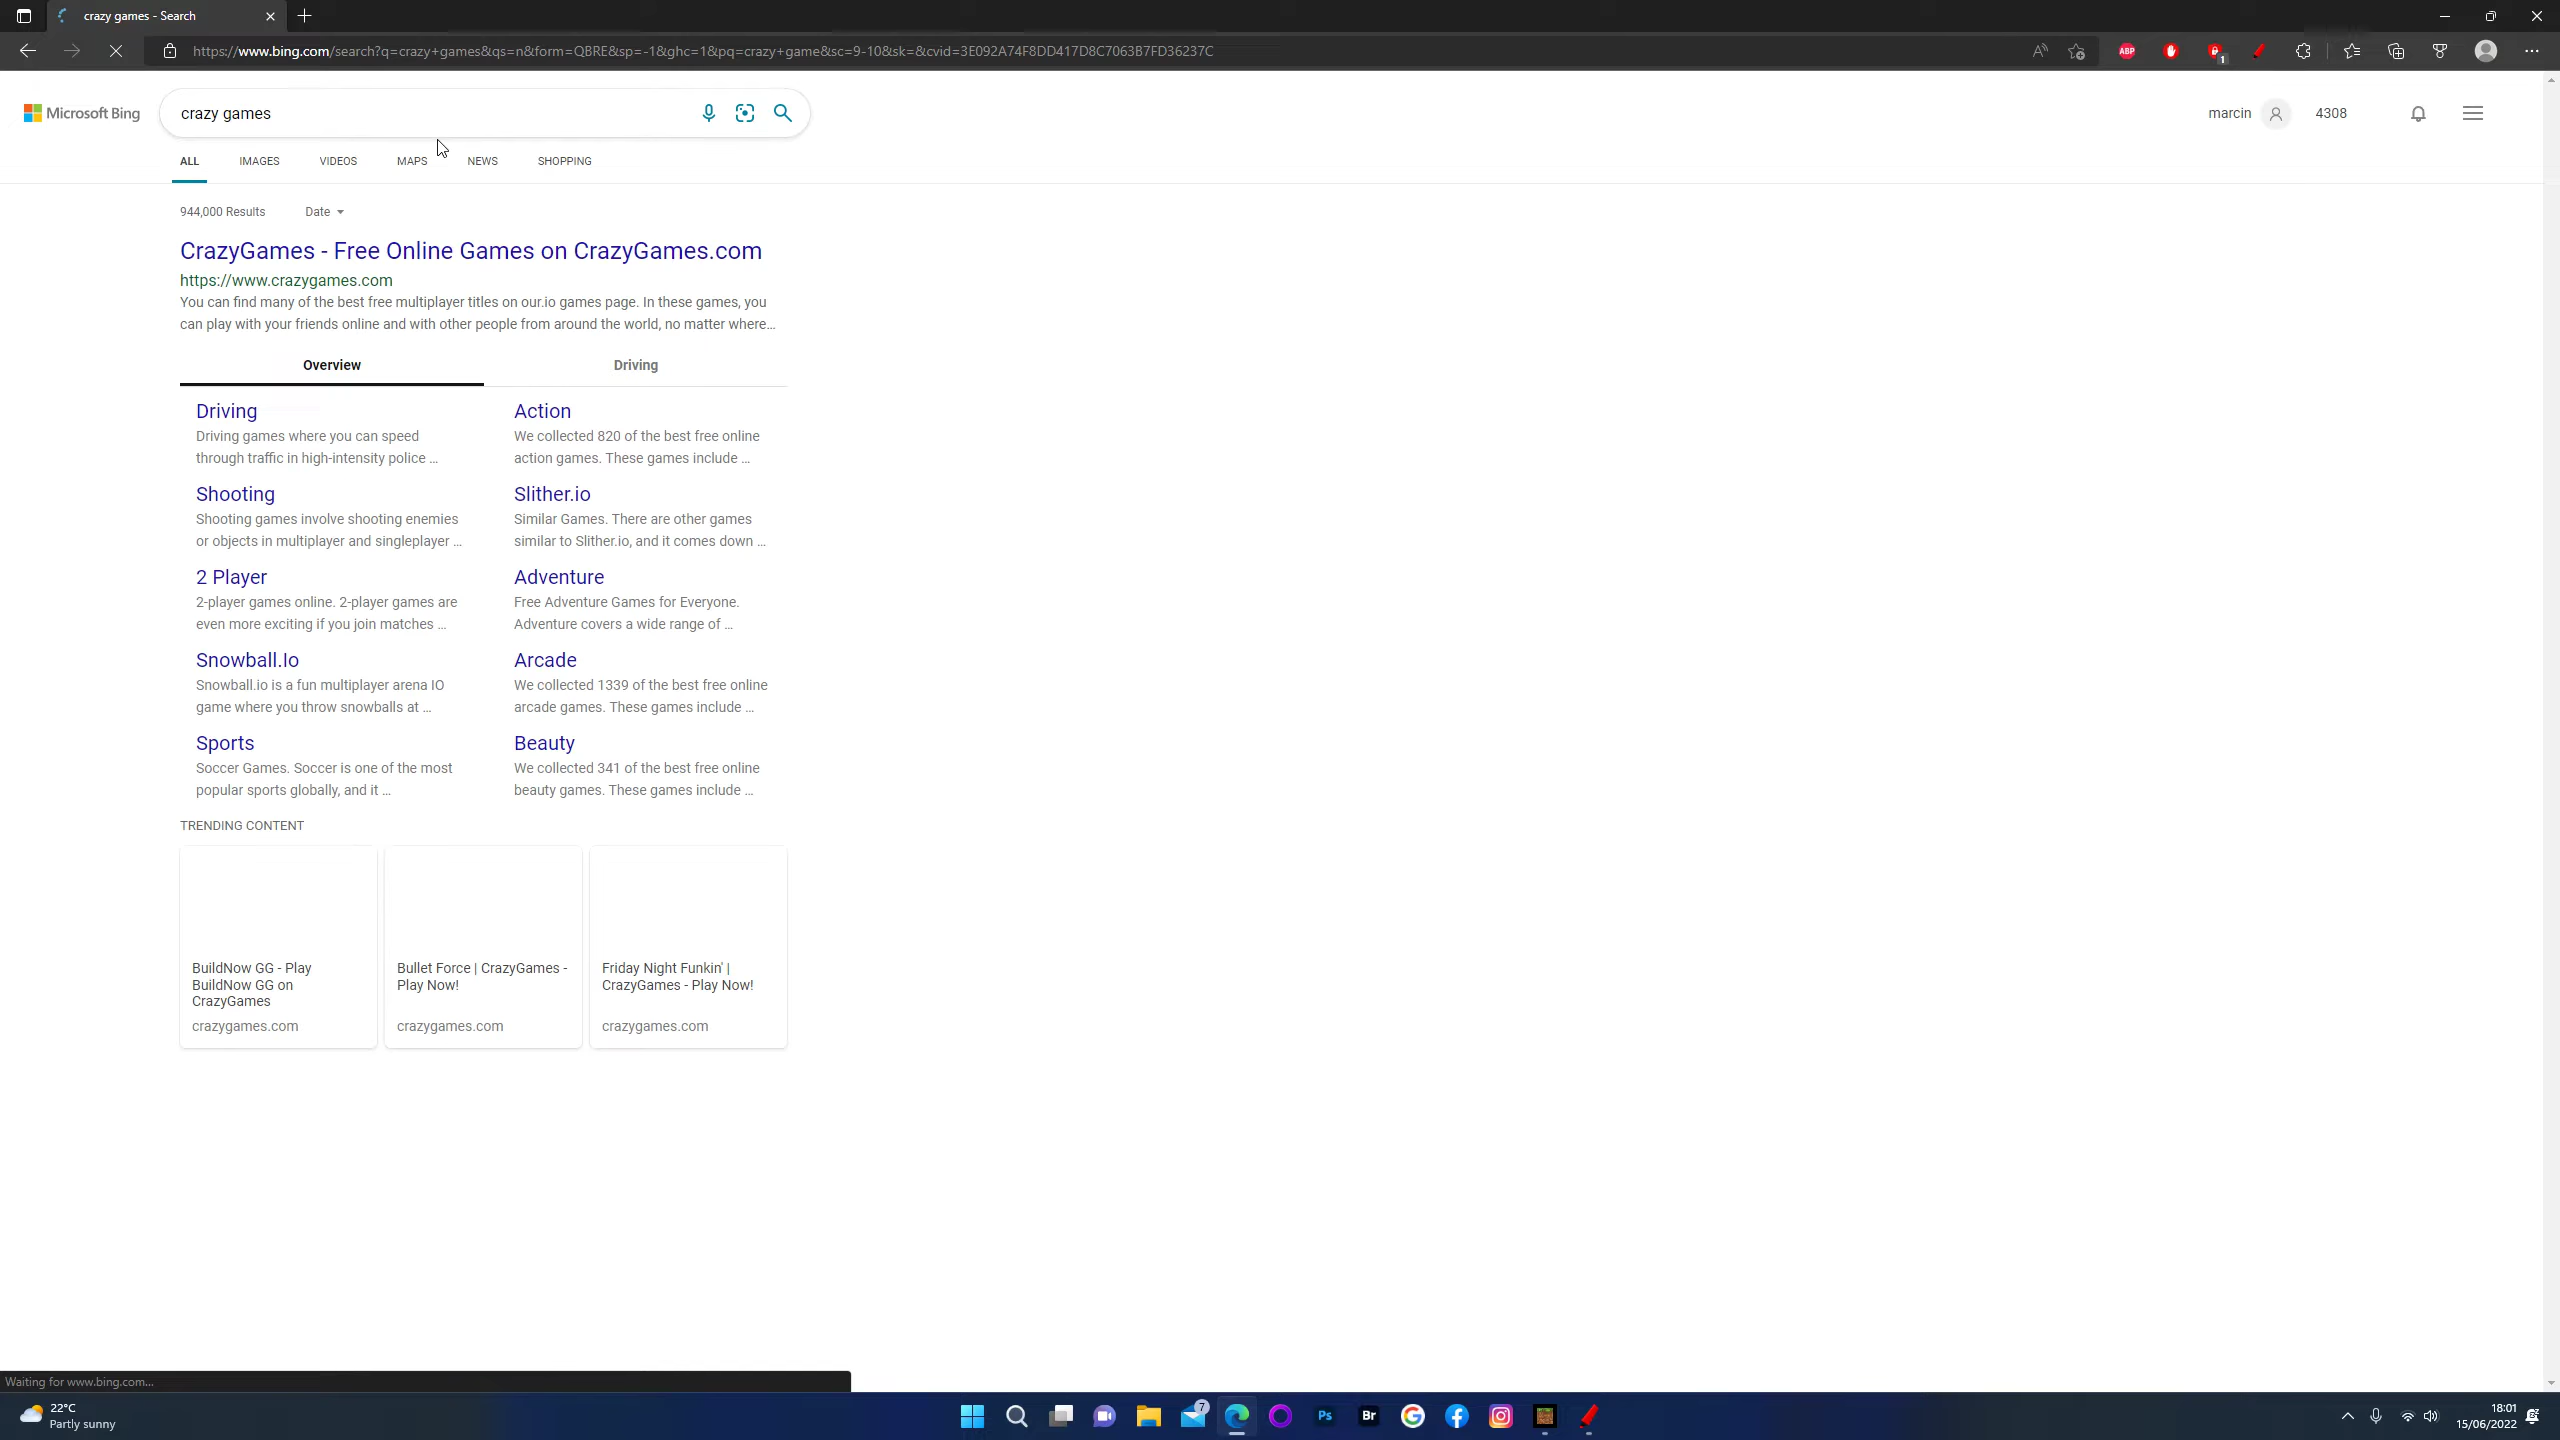 crazy games - Search
https://www.bing.com/search?q=crazy+games&qs=n&form=QBRE&sp=-1&ghc=1&pq=crazy+game&sc=9-10&sk=&cvid=3E092A74F8DD417D8C7063B7FD36237C
ABP
1
Microsoft Bing
crazy games
marcin
4308
ALL IMAGES VIDEOS MAPS NEWS SHOPPING
944,000 Results Date
CrazyGames - Free Online Games on CrazyGames.com
https://www.crazygames.com
You can find many of the best free multiplayer titles on our.io games page. In these games, you
can play with your friends online and with other people from around the world, no matter where...
Overview Driving
Driving
Driving games where you can speed
through traffic in high-intensity police ...
Action
We collected 820 of the best free online
action games. These games include ...
Shooting
Shooting games involve shooting enemies
or objects in multiplayer and singleplayer ...
Slither.io
Similar Games. There are other games
similar to Slither.io, and it comes down ...
2 Player
2-player games online. 2-player games are
even more exciting if you join matches ...
Adventure
Free Adventure Games for Everyone.
Adventure covers a wide range of ...
Snowball.Io
Snowball.io is a fun multiplayer arena IO
game where you throw snowballs at ...
Arcade
We collected 1339 of the best free online
arcade games. These games include ...
Sports
Soccer Games. Soccer is one of the most
popular sports globally, and it ...
Beauty
We collected 341 of the best free online
beauty games. These games include ...
TRENDING CONTENT
BuildNow GG - Play
BuildNow GG on
CrazyGames
crazygames.com
Bullet Force | CrazyGames -
Play Now!
crazygames.com
Friday Night Funkin' |
CrazyGames - Play Now!
crazygames.com
Waiting for www.bing.com...
22°C
Partly sunny
7
Ps
Br
18:01
15/06/2022